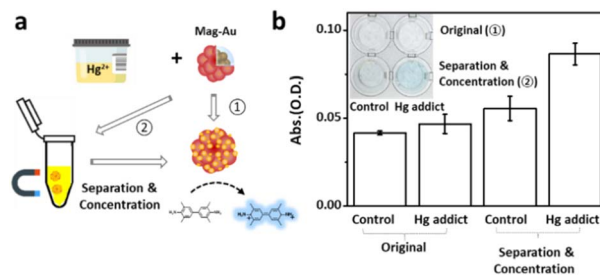 a
Mag-Au
Hg²⁺
+
①
②
Separation &
Concentration
b
Abs.(O.D.)
0.10
0.05
0.00
Original (①)
Separation &
Concentration (②)
Control Hg addict
Control Hg addict Control Hg addict
Original
Separation &
Concentration